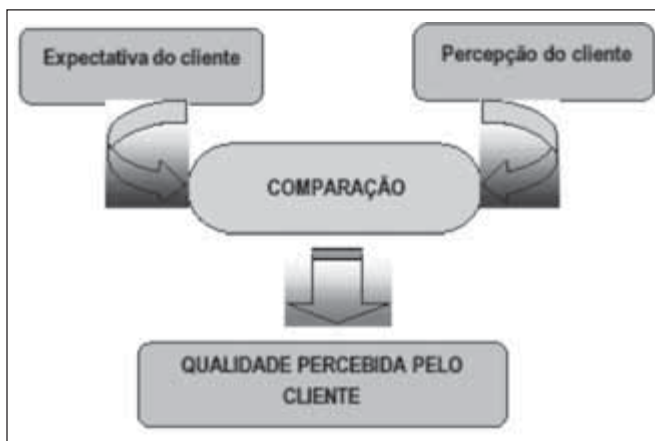 Expectativa do cliente
Percepção do cliente
COMPARAÇÃO
QUALIDADE PERCEBIDA PELO
CLIENTE